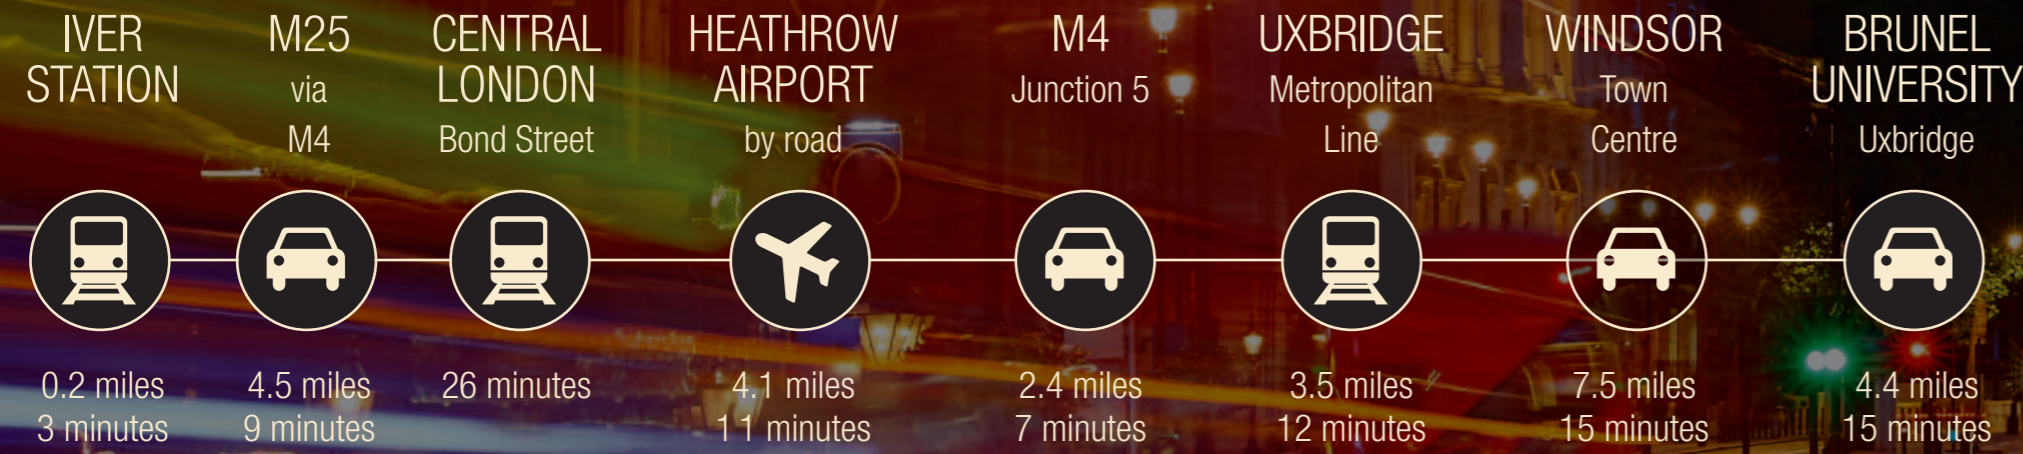 IVER
STATION
0.2 miles
3 minutes
M25
via
M4
4.5 miles
9 minutes
CENTRAL
LONDON
Bond Street
26 minutes
HEATHROW
AIRPORT
by road
4.1 miles
11 minutes
M4
Junction 5
2.4 miles
7 minutes
UXBRIDGE
Metropolitan
Line
3.5 miles
12 minutes
WINDSOR
Town
Centre
7.5 miles
15 minutes
BRUNEL
UNIVERSITY
Uxbridge
4.4 miles
15 minutes